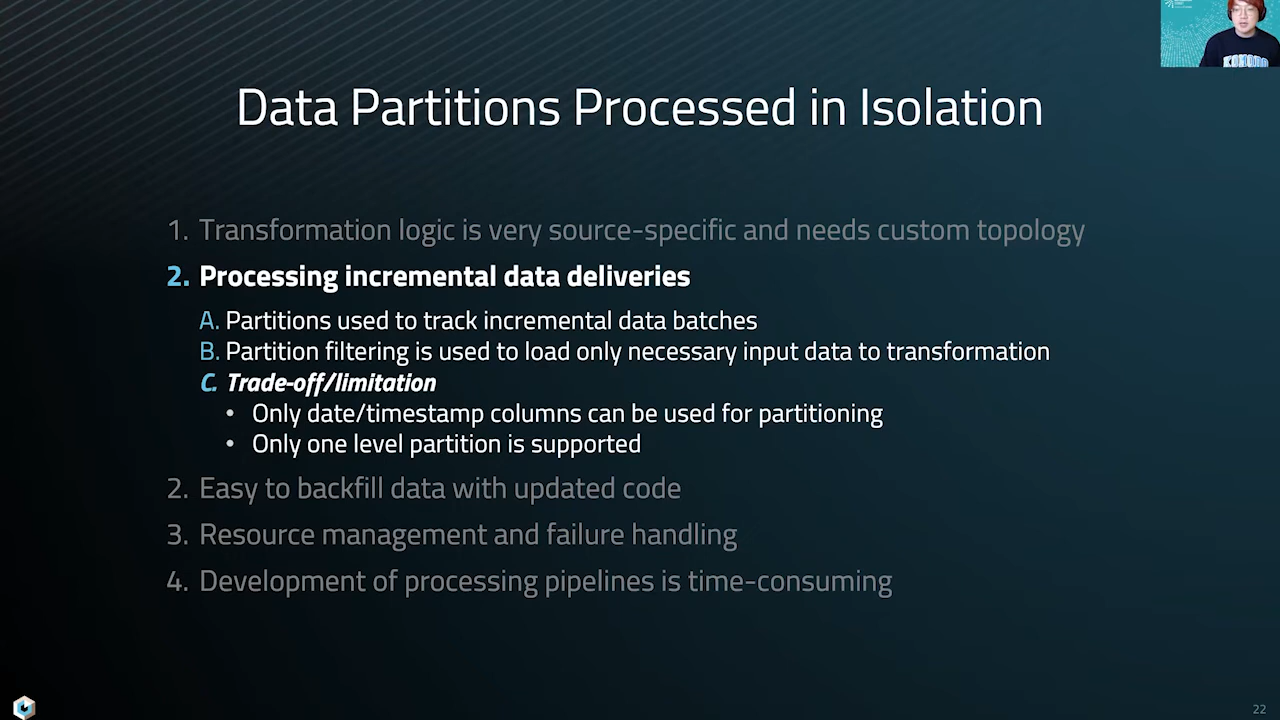 Data Partitions Processed in Isolation
1. Transformation logic is very source-specific and needs custom topology
2. Processing incremental data deliveries
A. Partitions used to track incremental data batches
B. Partition filtering is used to load only necessary input data to transformation
C. Trade-off/limitation
• Only date/timestamp columns can be used for partitioning
• Only one level partition is supported
2. Easy to backfill data with updated code
3. Resource management and failure handling
4. Development of processing pipelines is time-consuming
22